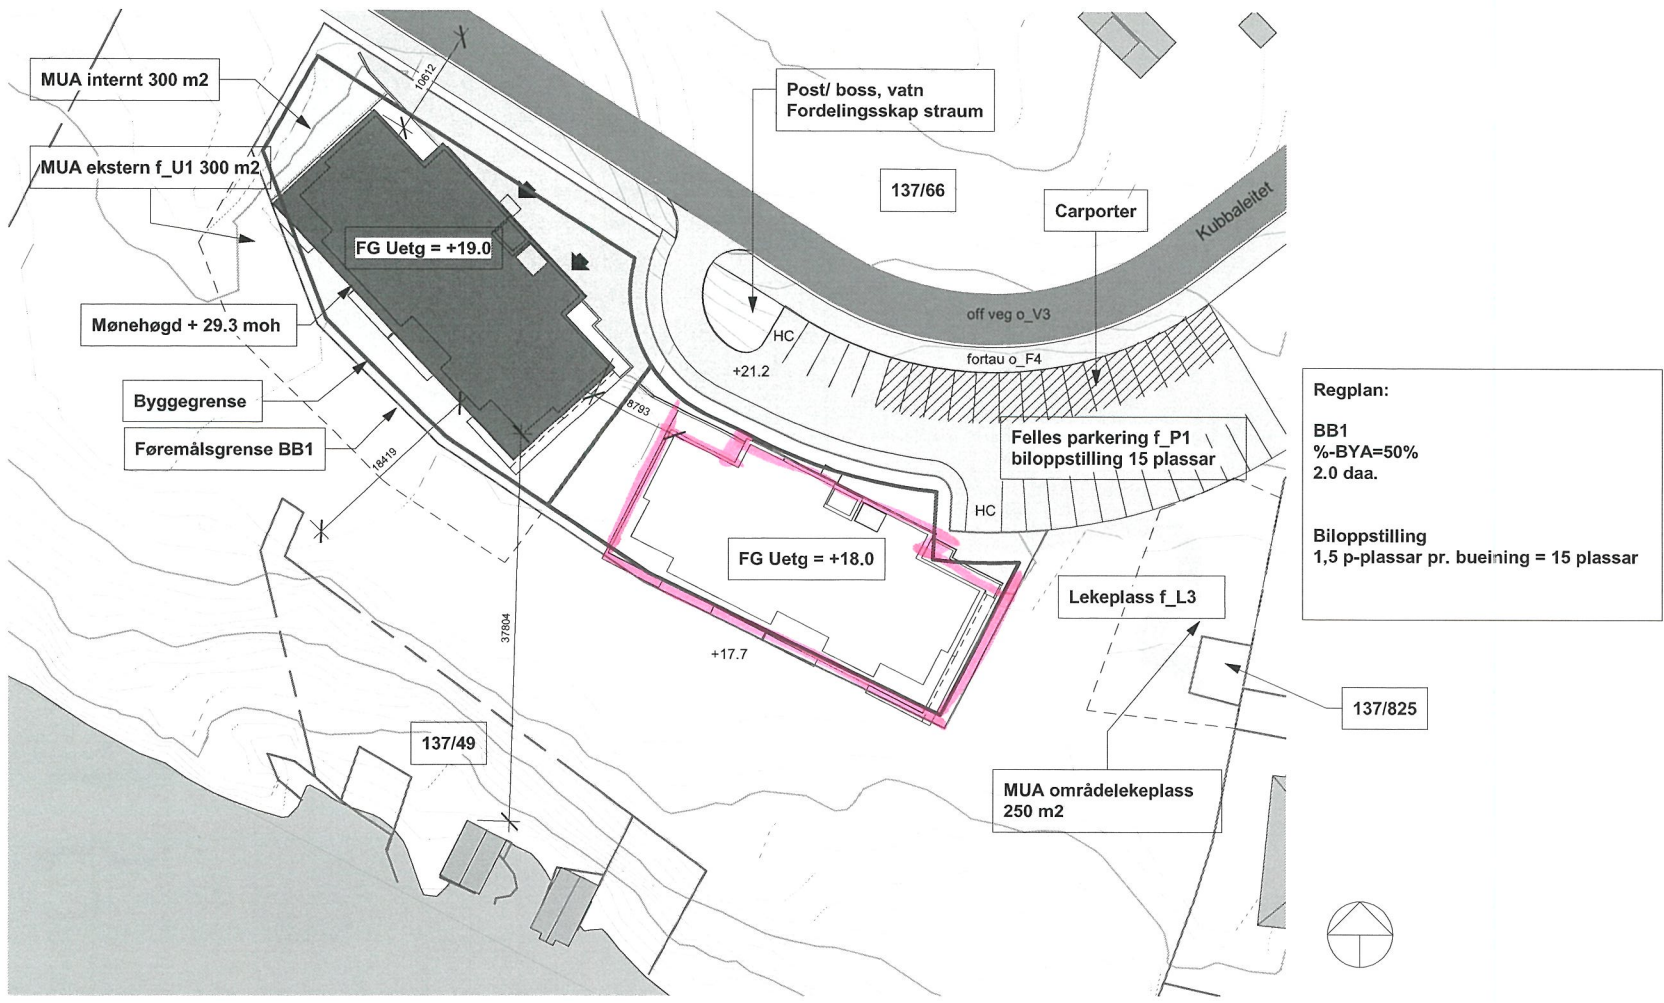 MUA internt 300 m2
10612
Post/ boss, vatn
Fordelingsskap straum
MUA ekstern f_U1 300 m2
137/66
Carporter
Kubbaleitet
FG Uetg = +19.0
Mønehøgd + 29.3 moh
off veg o_V3
HC
fortau o_F4
+21.2
Byggegrense
8793
Føremålsgrense BB1
18419
Felles parkering f_P1
biloppstilling 15 plassar
HC
Regplan:
BB1
%-BYA=50%
2.0 daa.
Biloppstilling
1,5 p-plassar pr. bueining = 15 plassar
FG Uetg = +18.0
Lekeplass f_L3
37804
+17.7
137/825
137/49
MUA områdelekeplass
250 m2